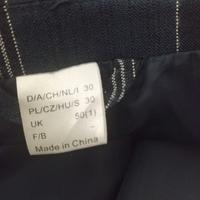 D/A/CH/NL/I 30
PL/CZ/HU/S 30
UK 50(1)
F/B -
Made in China